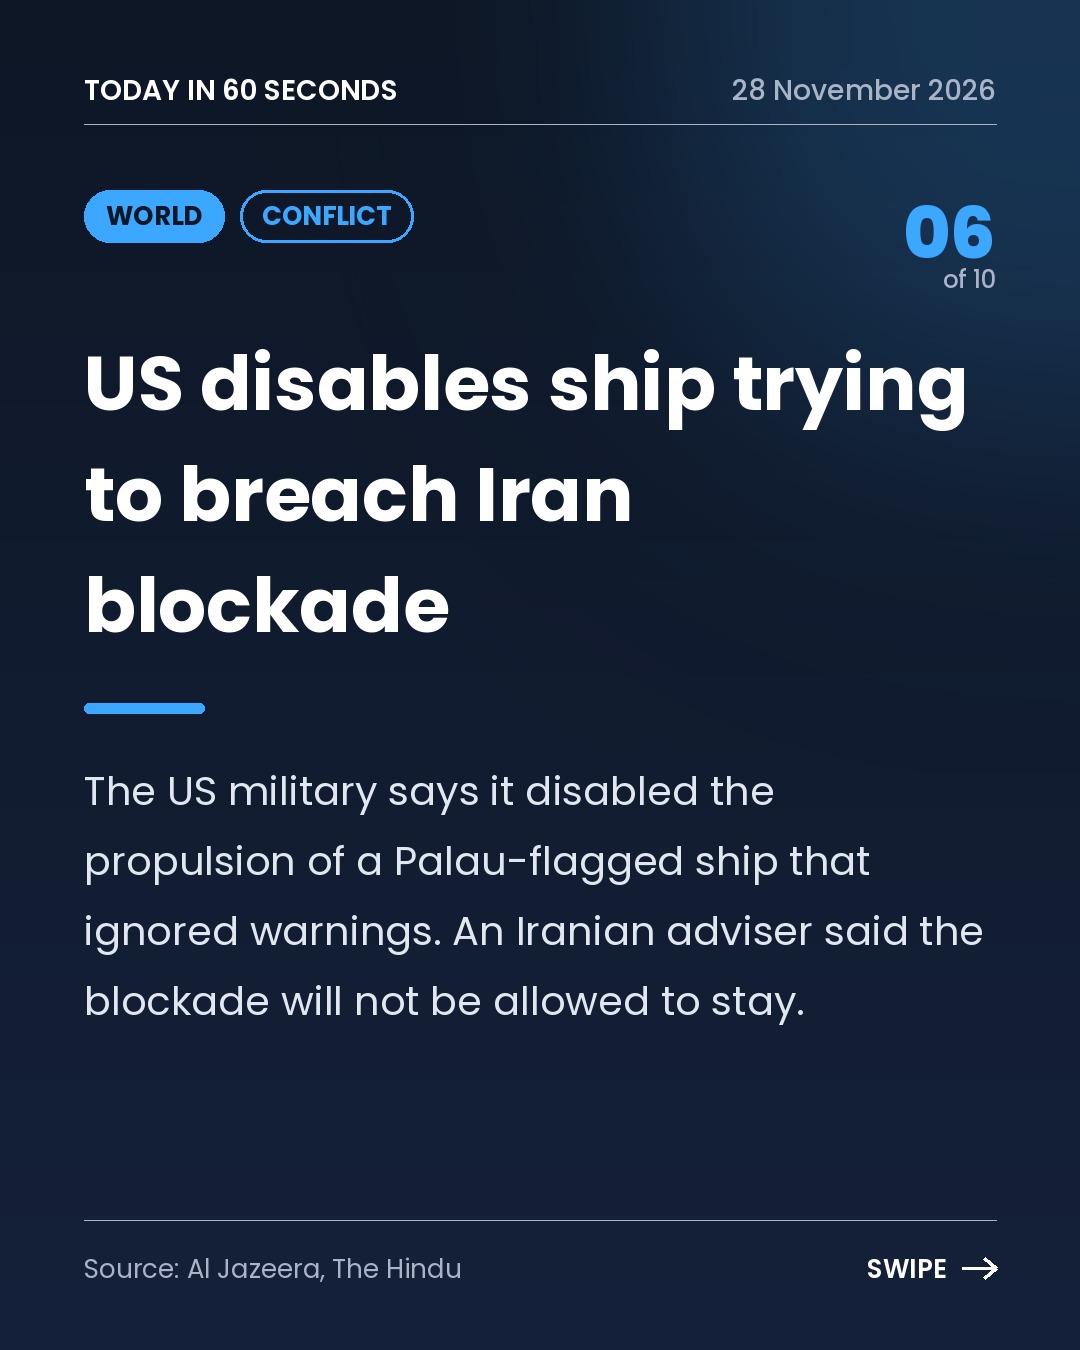 TODAY IN 60 SECONDS
28 November 2026
WORLD
CONFLICT
06
of 10
US disables ship trying
to breach Iran
blockade
The US military says it disabled the
propulsion of a Palau-flagged ship that
ignored warnings. An Iranian adviser said the
blockade will not be allowed to stay.
Source: Al Jazeera, The Hindu
SWIPE